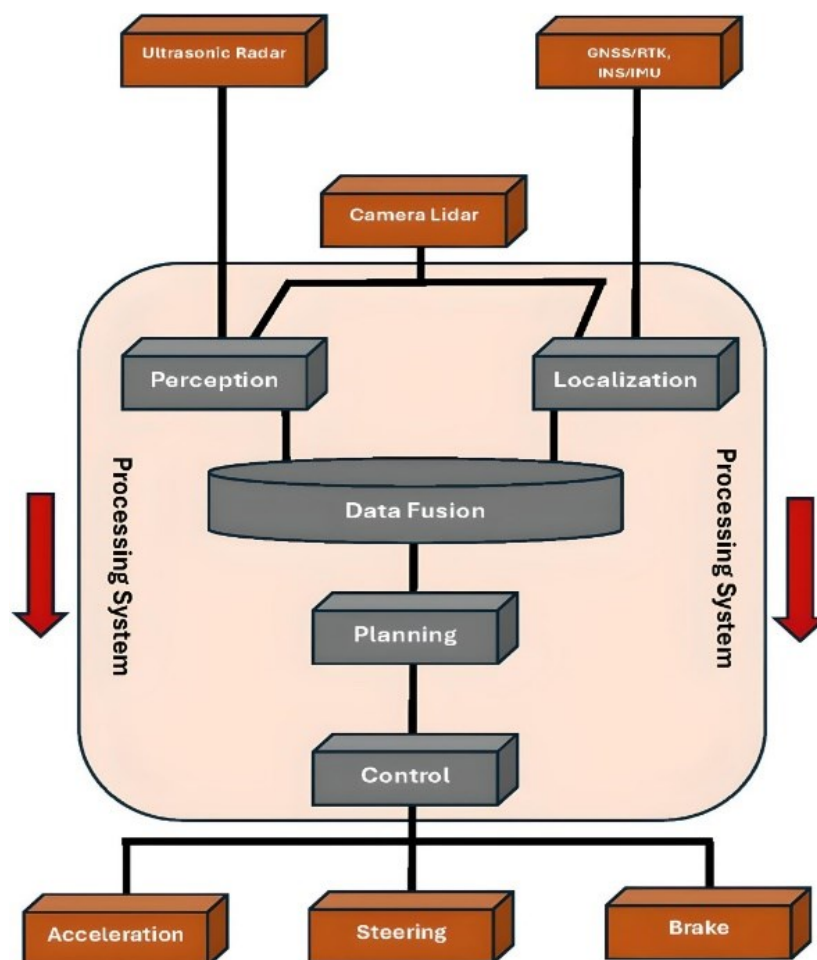 Ultrasonic Radar
GNSS/RTK,
INS/IMU
Camera Lidar
Perception
Localization
Processing System
Processing System
Data Fusion
Planning
Control
Acceleration
Steering
Brake